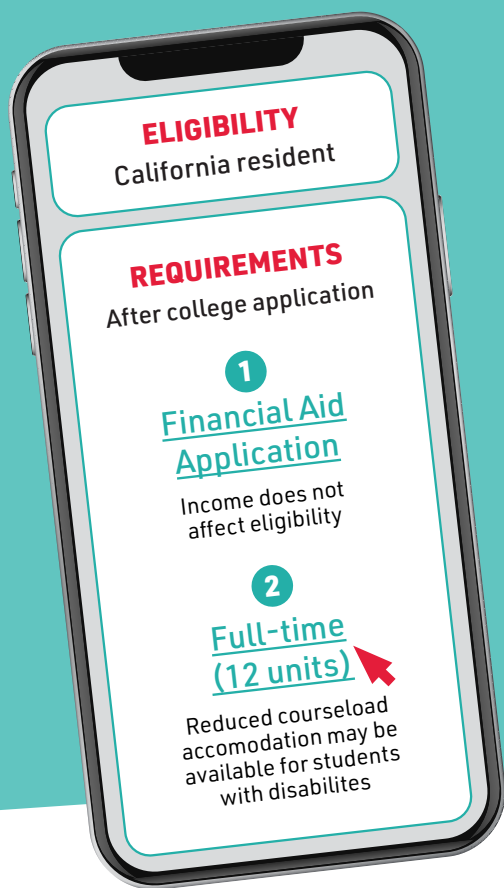 ELIGIBILITY
California resident
REQUIREMENTS
After college application
1
Financial Aid
Application
Income does not
affect eligibility
2
Full-time
(12 units)
Reduced courseload
accomodation may be
available for students
with disabilites